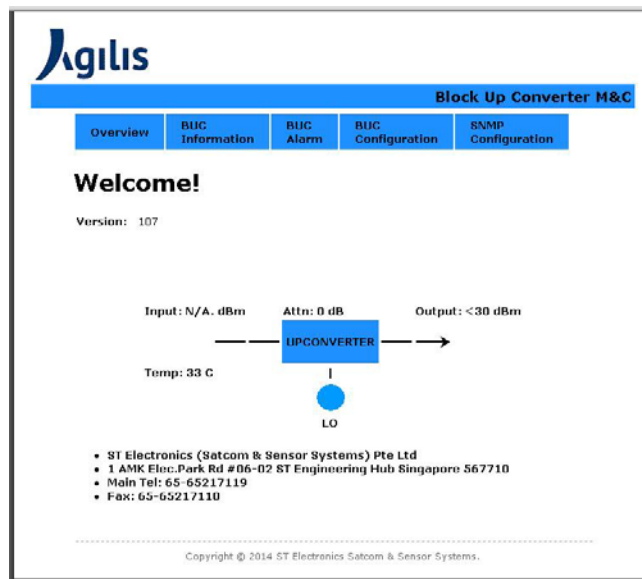 Agilis
Block Up Converter M&C
Overview
BUC Information
BUC Alarm
BUC Configuration
SNMP Configuration
Welcome!
Version: 107
Input: N/A. dBm Attn: 0 dB Output: <30 dBm
UPCONVERTER
Temp: 33 C
LO
• ST Electronics (Satcom & Sensor Systems) Pte Ltd
• 1 AMK Elec.Park Rd #06-02 ST Engineering Hub Singapore 567710
• Main Tel: 65-65217119
• Fax: 65-65217110
Copyright @ 2014 ST Electronics Satcom & Sensor Systems.